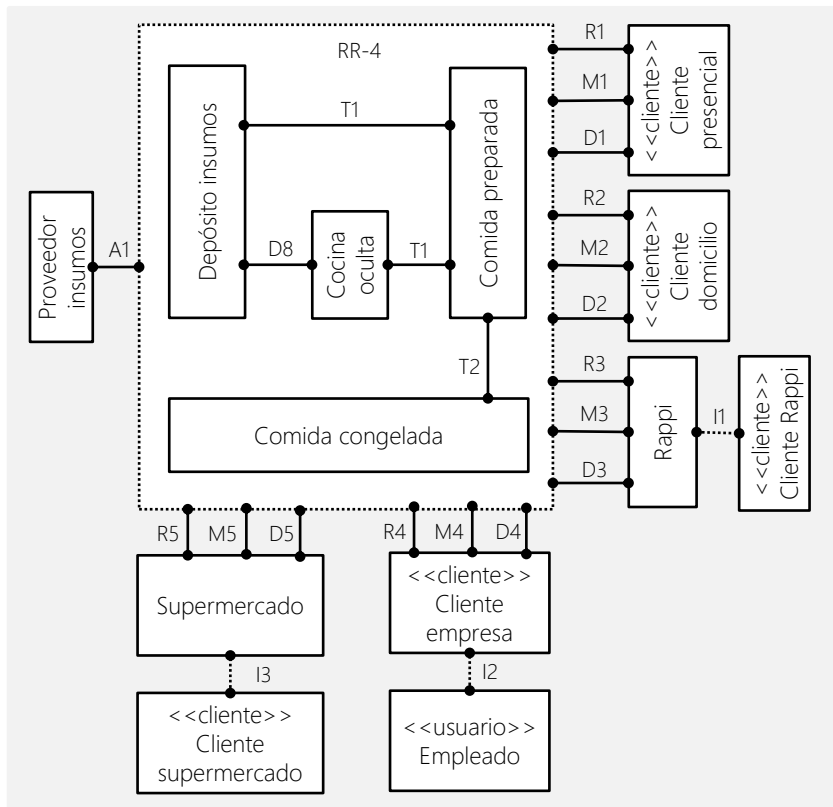 RR-4
Depósito insumos
T1
Comida preparada
D8
Cocina
oculta
T1
T2
Comida congelada
Proveedor
insumos
A1
R1
M1
D1
<<cliente>>
Cliente
presencial
R2
M2
D2
<<cliente>>
Cliente
domicilio
R3
M3
D3
Rappi
I1
<<cliente>>
Cliente Rappi
R5
M5
D5
R4
M4
D4
Supermercado
<<cliente>>
Cliente
empresa
I3
I2
<<cliente>>
Cliente
supermercado
<<usuario>>
Empleado